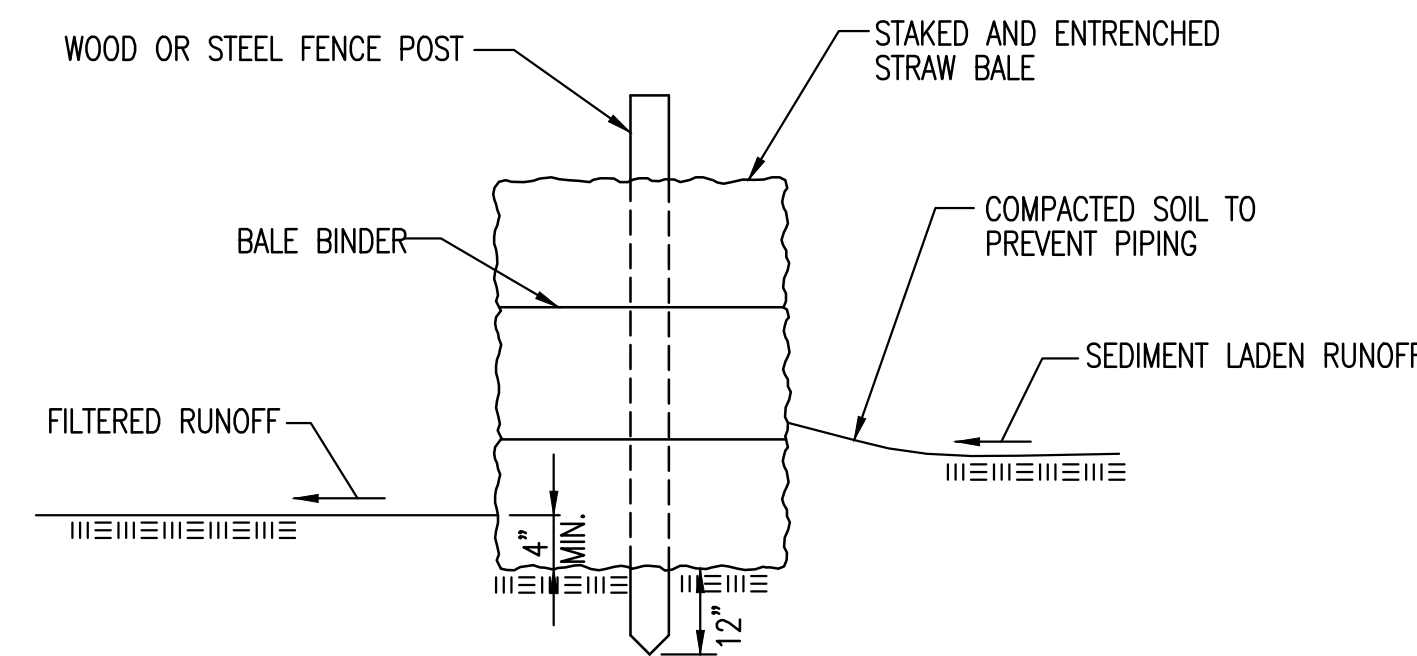 WOOD OR STEEL FENCE POST
STAKED AND ENTRENCHED
STRAW BALE
BALE BINDER
COMPACTED SOIL TO
PREVENT PIPING
SEDIMENT LADEN RUNOFF
FILTERED RUNOFF
4"
MIN.
12"